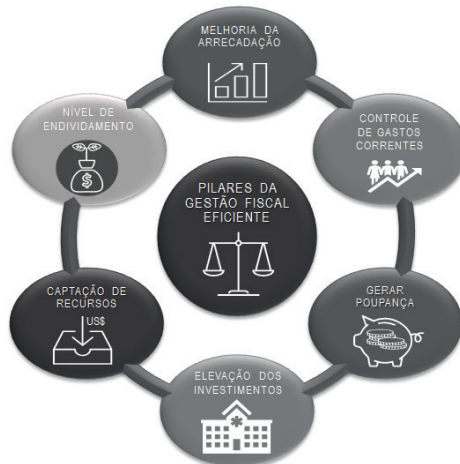 MELHORIA DA
ARRECADAÇÃO
CONTROLE
DE GASTOS
CORRENTES
GERAR
POUPANÇA
ELEVAÇÃO DOS
INVESTIMENTOS
CAPTAÇÃO DE
RECURSOS
US$
NÍVEL DE
ENDIVIDAMENTO
$
PILARES DA
GESTÃO FISCAL
EFICIENTE